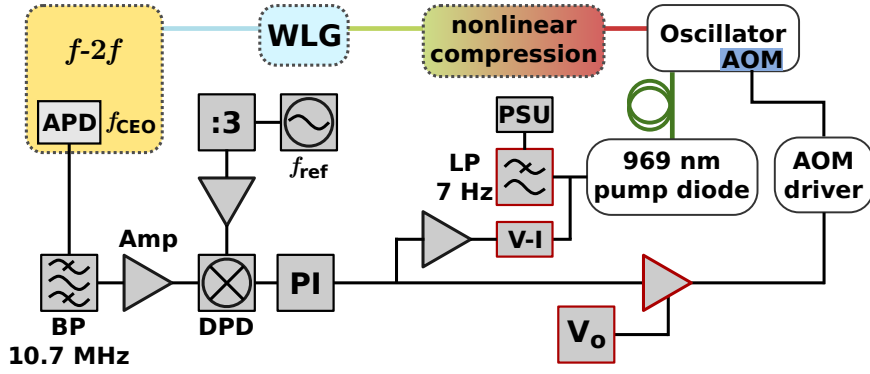 f-2f
WLG
nonlinear
compression
Oscillator
AOM
APD
fCEO
:3
fref
PSU
LP
7 Hz
969 nm
pump diode
AOM
driver
Amp
V-I
PI
BP
10.7 MHz
DPD
Vo